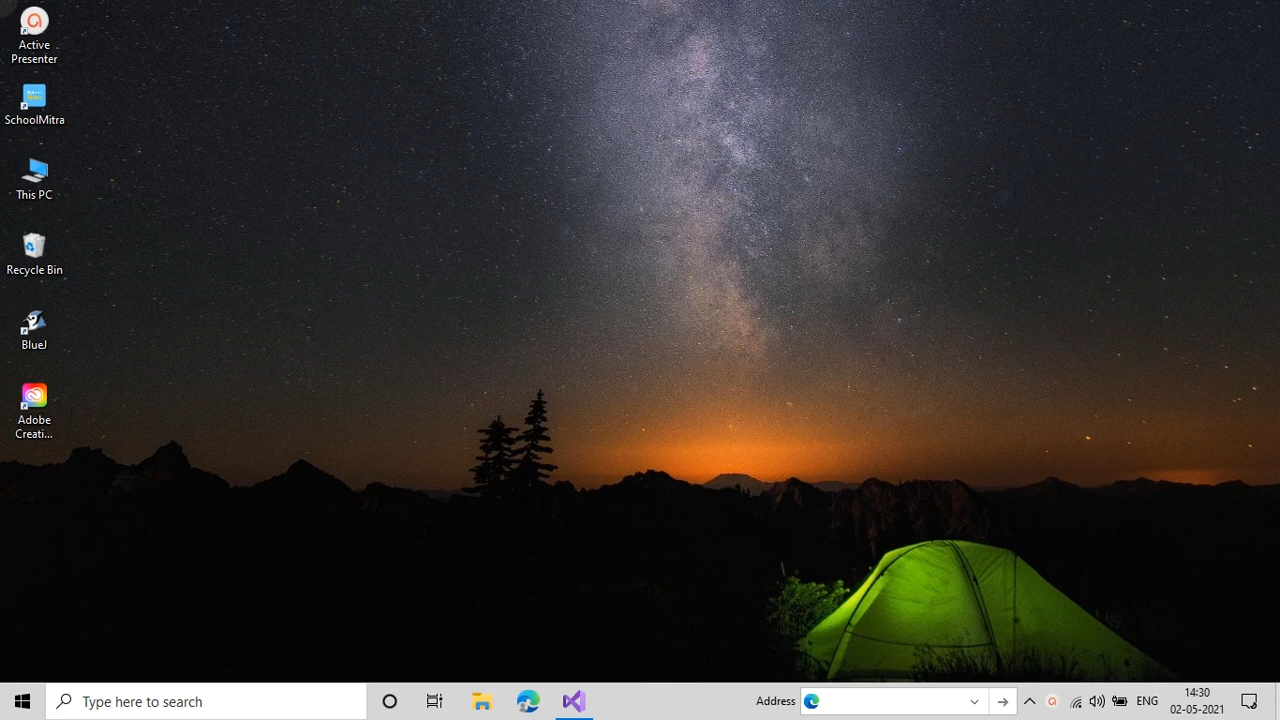 Active
Presenter
SchoolMitra
This PC
Recycle Bin
BlueJ
Adobe
Creati...
Type here to search
Address
ENG
14:30
02-05-2021